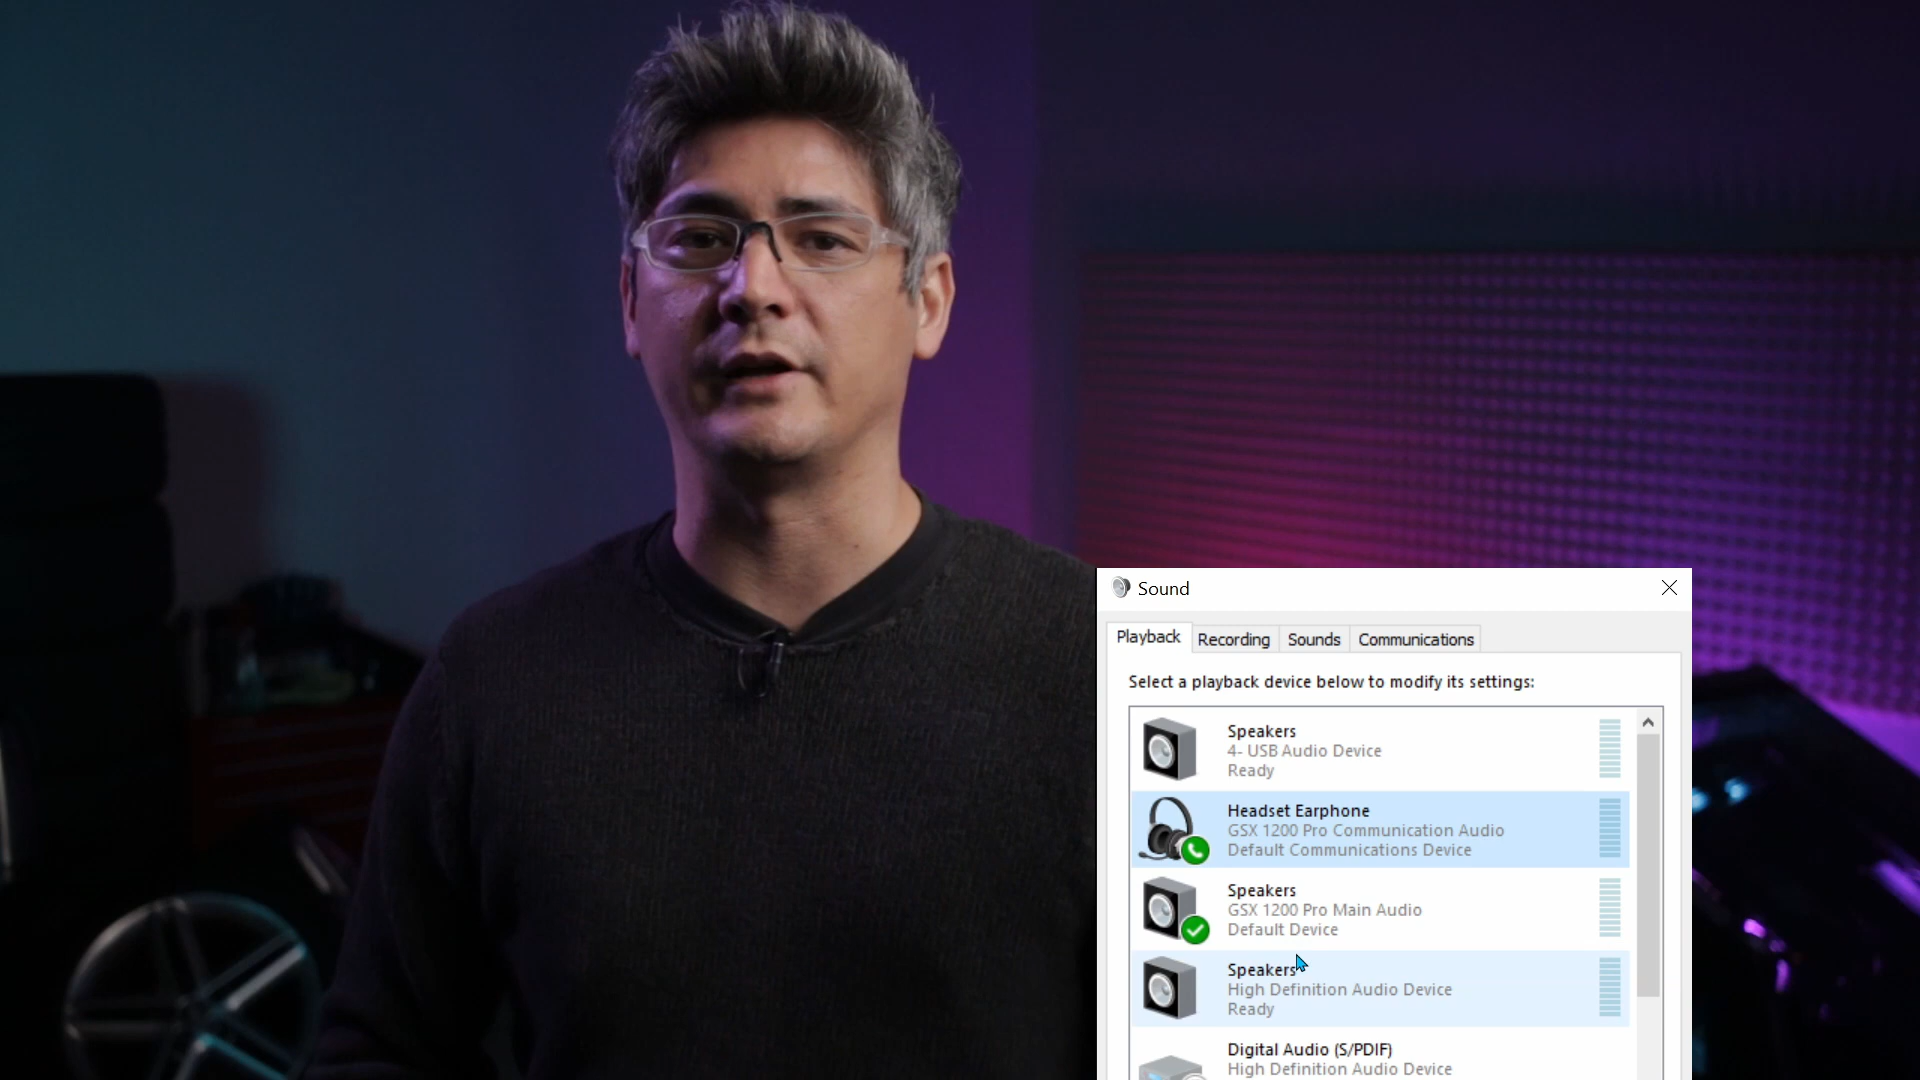 Sound
Playback
Recording
Sounds
Communications
Select a playback device below to modify its settings:
Speakers
4- USB Audio Device
Ready
Headset Earphone
GSX 1200 Pro Communication Audio
Default Communications Device
Speakers
GSX 1200 Pro Main Audio
Default Device
Speakers
High Definition Audio Device
Ready
Digital Audio (S/PDIF)
High Definition Audio Device